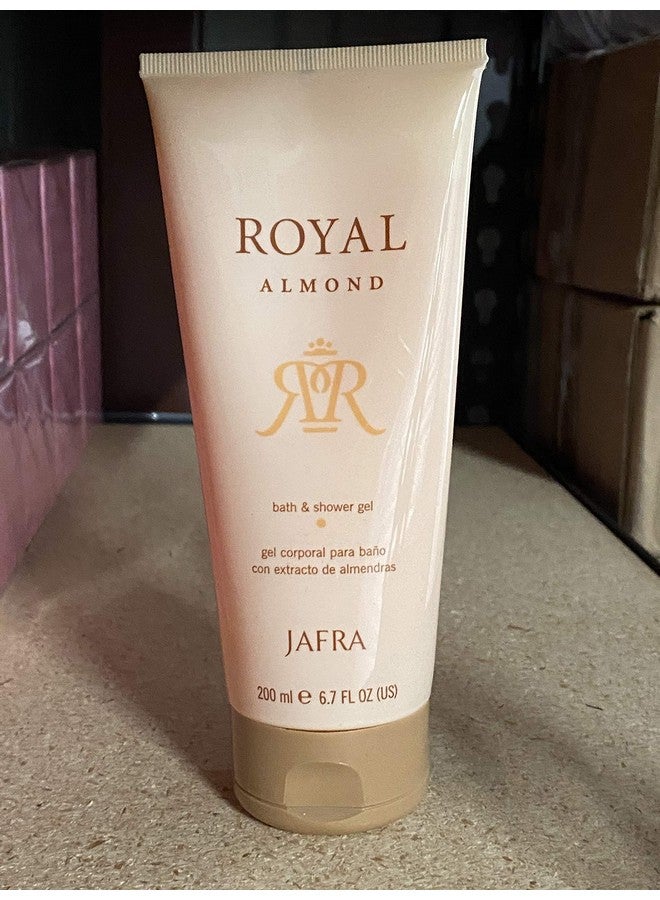 ROYAL
ALMOND
bath & shower gel
gel corporal para baño
con extracto de almendras
JAFRA
200 ml e 6.7 FL OZ (US)